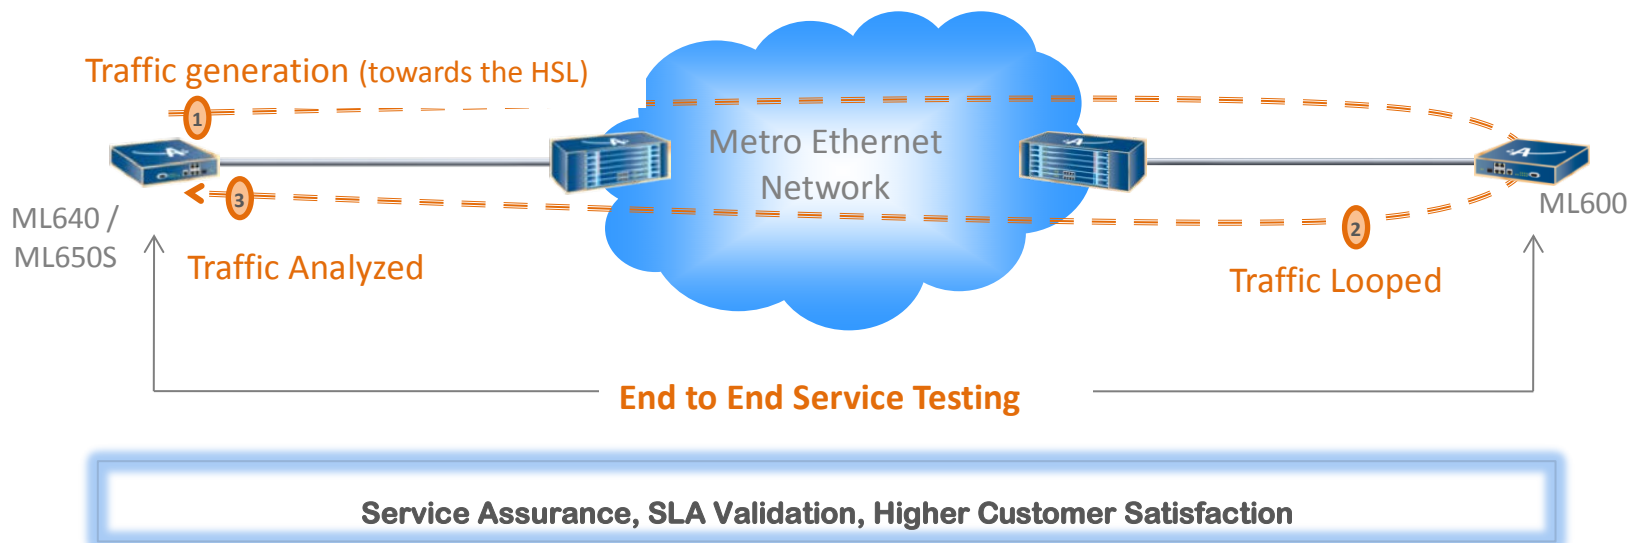 Traffic generation (towards the HSL)
1
Metro Ethernet
Network
A
A
3
ML640 /
ML650S
ML600
2
Traffic Analyzed
Traffic Looped
End to End Service Testing
Service Assurance, SLA Validation, Higher Customer Satisfaction